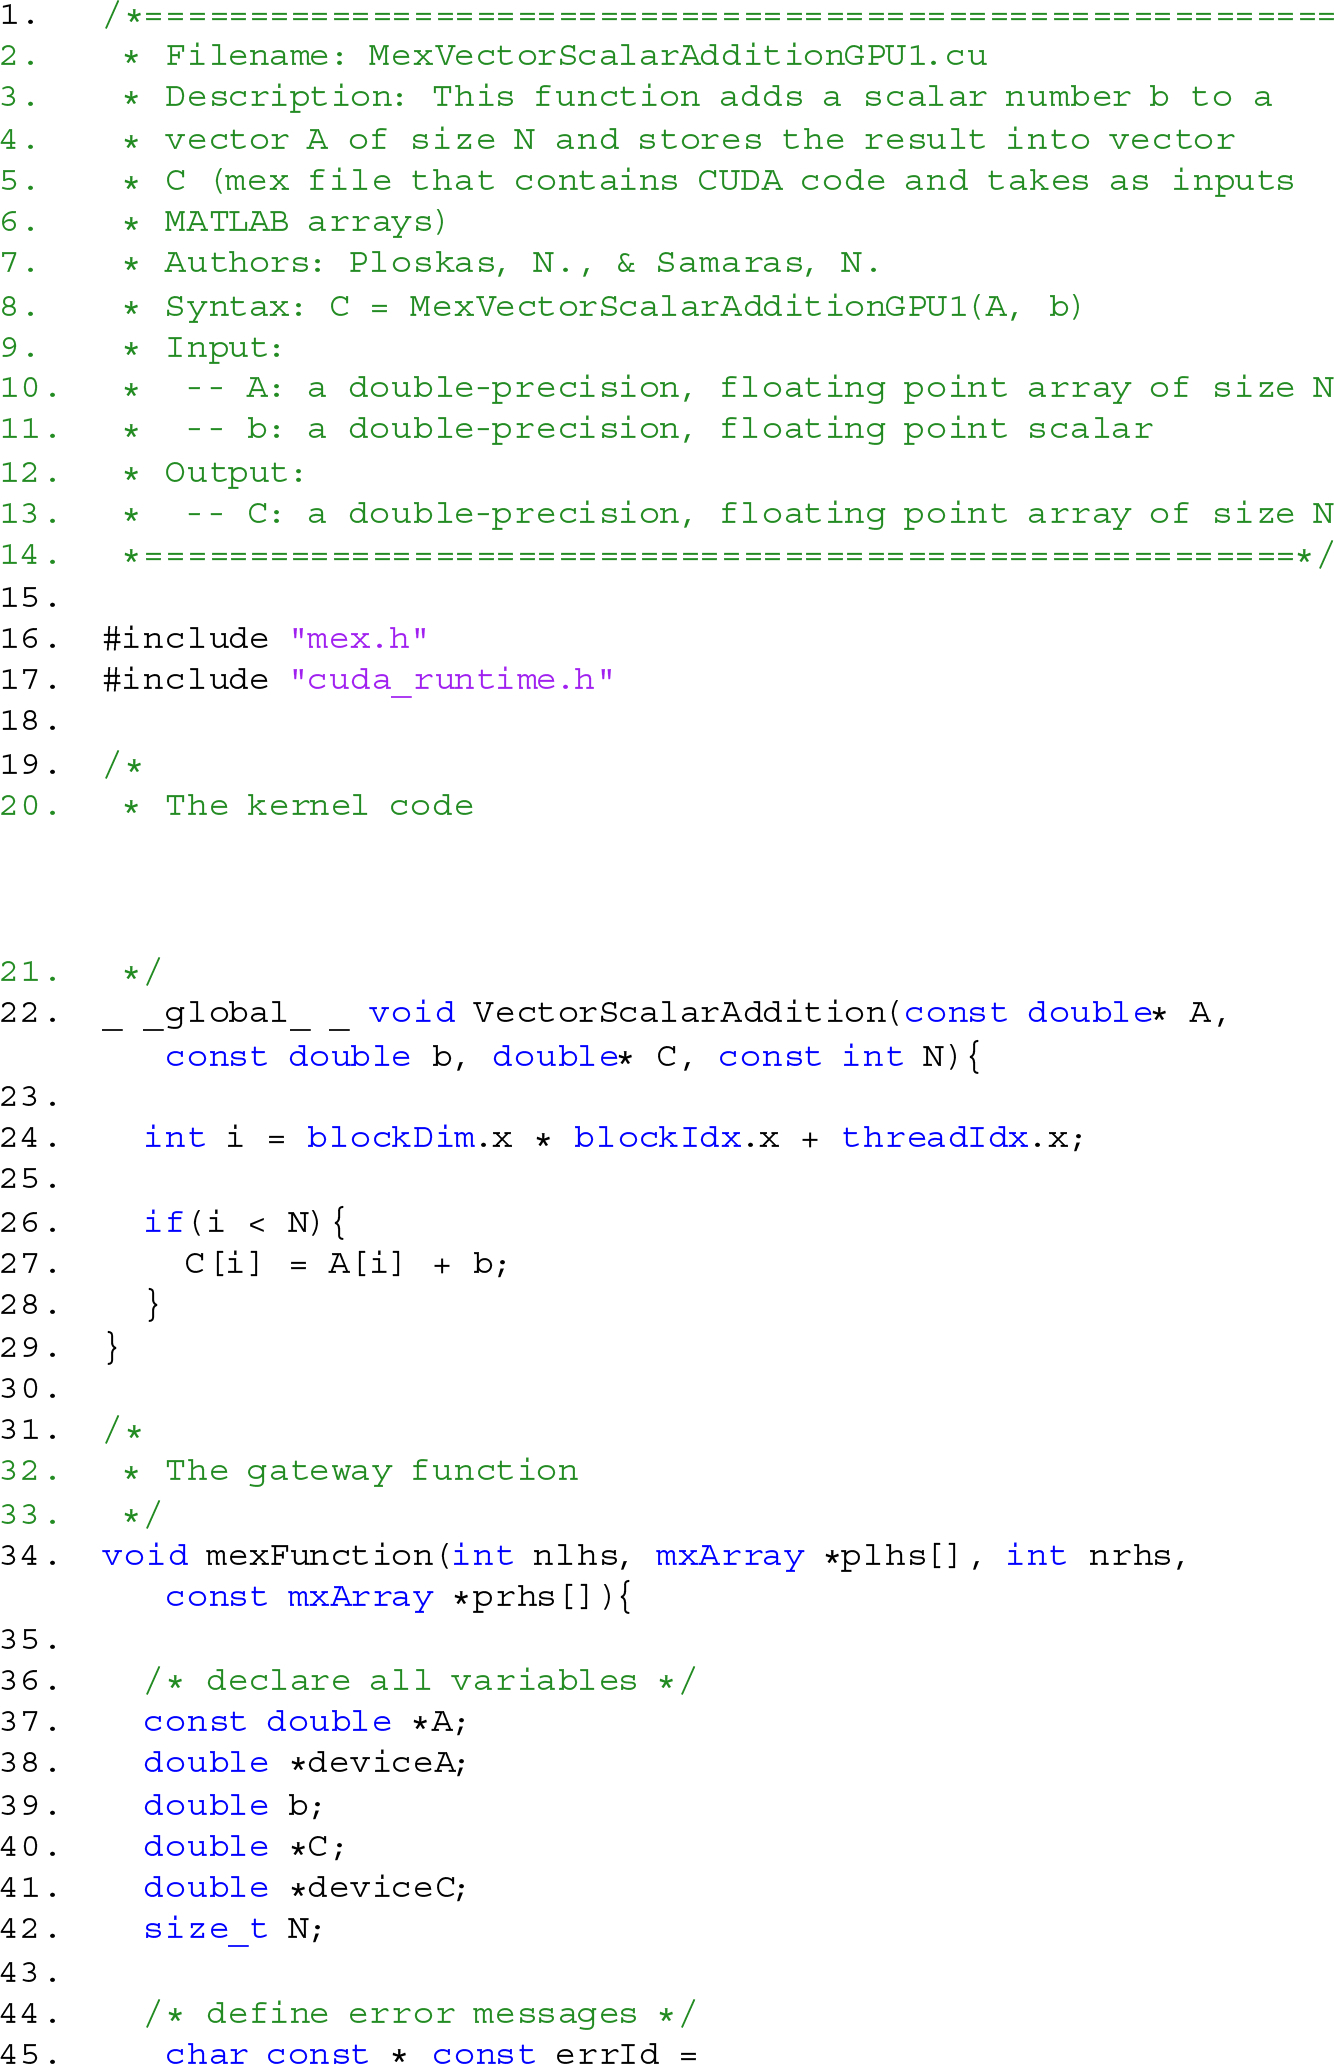 1.  /*========================================================
2.   * Filename: MexVectorScalarAdditionGPU1.cu
3.   * Description: This function adds a scalar number b to a
4.   * vector A of size N and stores the result into vector
5.   * C (mex file that contains CUDA code and takes as inputs
6.   * MATLAB arrays)
7.   * Authors: Ploskas, N., & Samaras, N.
8.   * Syntax: C = MexVectorScalarAdditionGPU1(A, b)
9.   * Input:
10.  *  -- A: a double-precision, floating point array of size N
11.  *  -- b: a double-precision, floating point scalar
12.  * Output:
13.  *  -- C: a double-precision, floating point array of size N
14.  *========================================================*/
15.
16. #include "mex.h"
17. #include "cuda_runtime.h"
18.
19. /*
20.  * The kernel code
21.  */
22. _ _global_ _ void VectorScalarAddition(const double* A,
       const double b, double* C, const int N){
23.
24.   int i = blockDim.x * blockIdx.x + threadIdx.x;
25.
26.   if(i < N){
27.     C[i] = A[i] + b;
28.   }
29. }
30.
31. /*
32.  * The gateway function
33.  */
34. void mexFunction(int nlhs, mxArray *plhs[], int nrhs,
       const mxArray *prhs[]){
35.
36.   /* declare all variables */
37.   const double *A;
38.   double *deviceA;
39.   double b;
40.   double *C;
41.   double *deviceC;
42.   size_t N;
43.
44.   /* define error messages */
45.    char const * const errId =